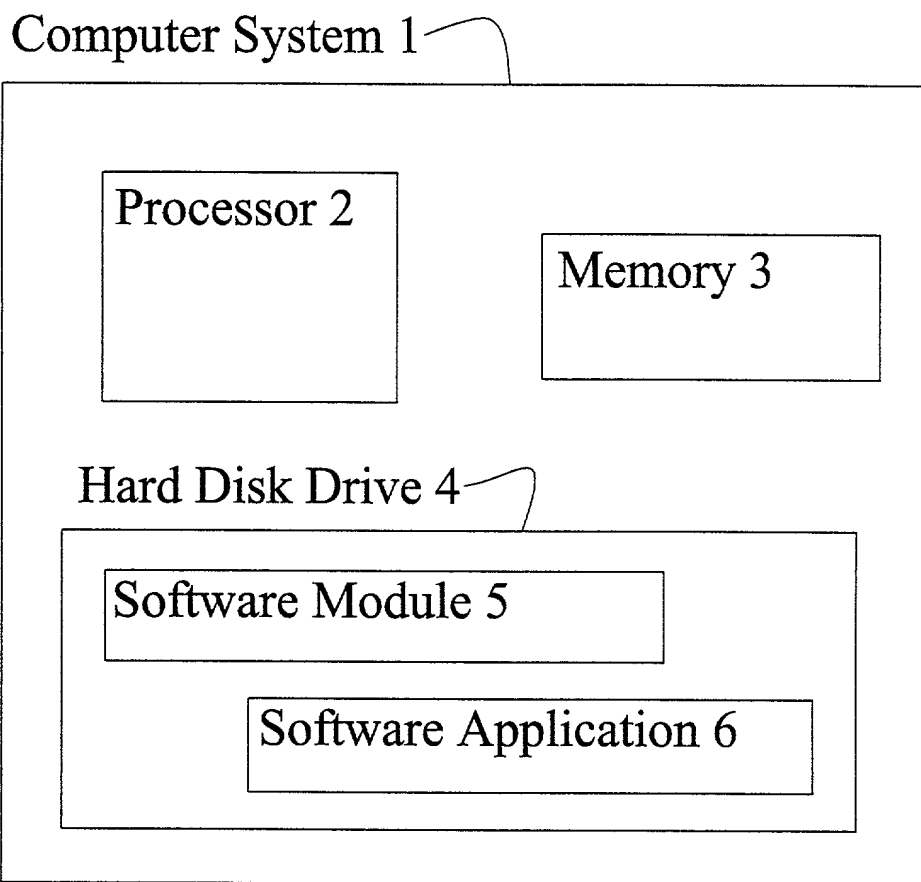 Computer System 1
Processor 2
Memory 3
Hard Disk Drive 4
Software Module 5
Software Application 6